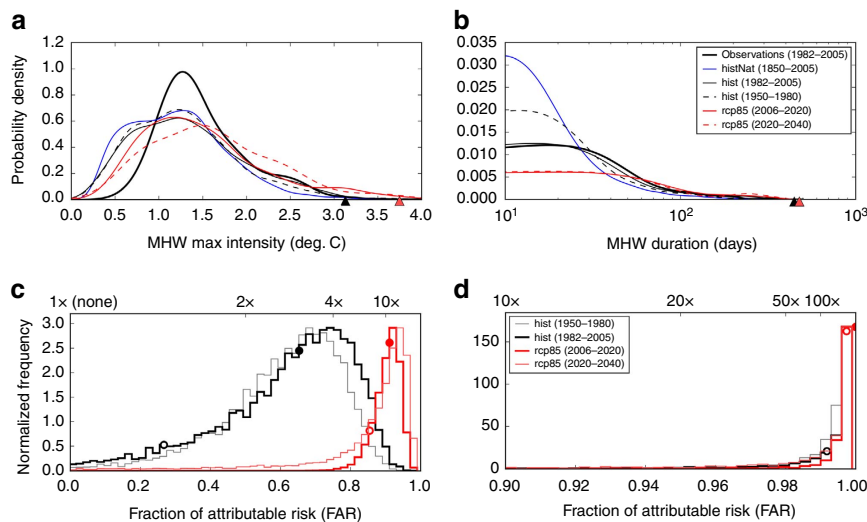 a
b
1.2
1.0
0.8
0.6
0.4
0.2
0.0
Probability density
0.0 0.5 1.0 1.5 2.0 2.5 3.0 3.5 4.0
MHW max intensity (deg. C)
0.035
0.030
0.025
0.020
0.015
0.010
0.005
0.000
Observations (1982–2005)
histNat (1850–2005)
hist (1982–2005)
hist (1950–1980)
rcp85 (2006–2020)
rcp85 (2020–2040)
10¹ 10² 10³
MHW duration (days)
c
d
1× (none) 2× 4× 10×
3.0
2.5
2.0
1.5
1.0
0.5
0.0
Normalized frequency
0.0 0.2 0.4 0.6 0.8 1.0
Fraction of attributable risk (FAR)
10× 20× 50× 100×
150
100
50
0
hist (1950–1980)
hist (1982–2005)
rcp85 (2006–2020)
rcp85 (2020–2040)
0.90 0.92 0.94 0.96 0.98 1.00
Fraction of attributable risk (FAR)